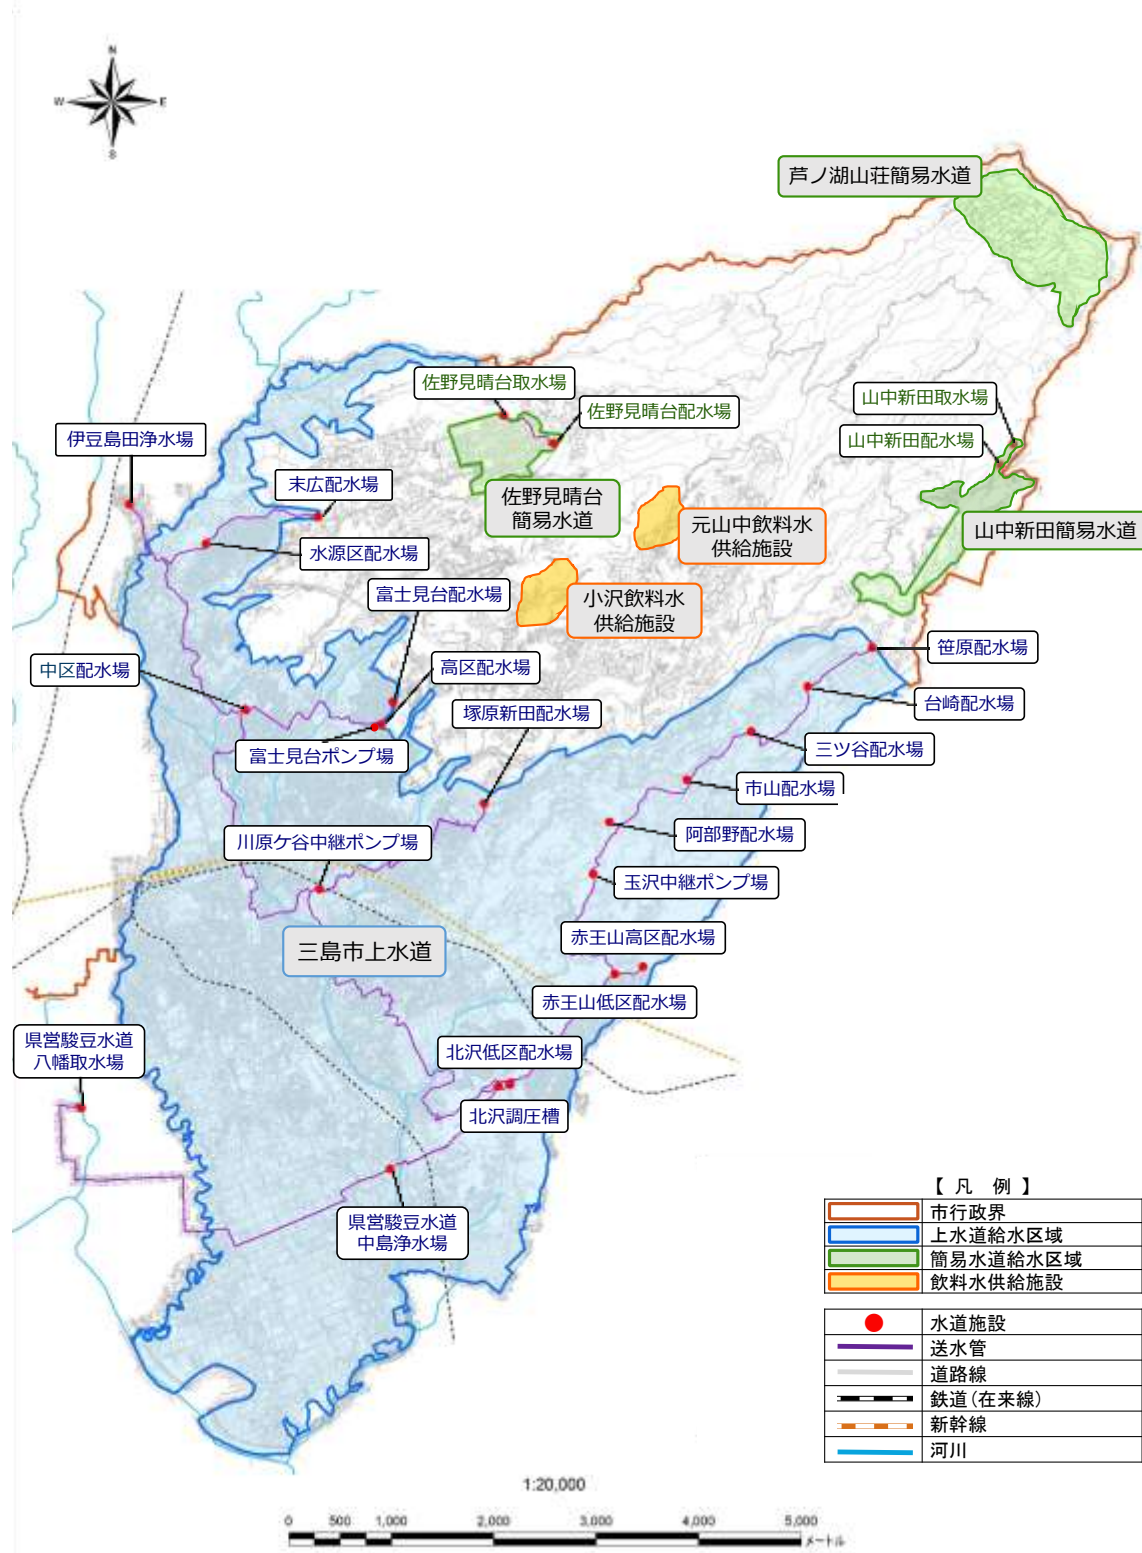 N
W
E
S
芦ノ湖山荘簡易水道
佐野見晴台取水場
佐野見晴台配水場
山中新田取水場
山中新田配水場
伊豆島田浄水場
末広配水場
佐野見晴台
簡易水道
元山中飲料水
供給施設
山中新田簡易水道
水源区配水場
富士見台配水場
小沢飲料水
供給施設
中区配水場
高区配水場
笹原配水場
塚原新田配水場
台崎配水場
富士見台ポンプ場
三ツ谷配水場
市山配水場
川原ケ谷中継ポンプ場
阿部野配水場
玉沢中継ポンプ場
三島市上水道
赤王山高区配水場
赤王山低区配水場
県営駿豆水道
八幡取水場
北沢低区配水場
北沢調圧槽
県営駿豆水道
中島浄水場
【 凡 例 】
市行政界
上水道給水区域
簡易水道給水区域
飲料水供給施設
水道施設
送水管
道路線
鉄道(在来線)
新幹線
河川
1:20,000
0 500 1,000 2,000 3,000 4,000 5,000
メートル